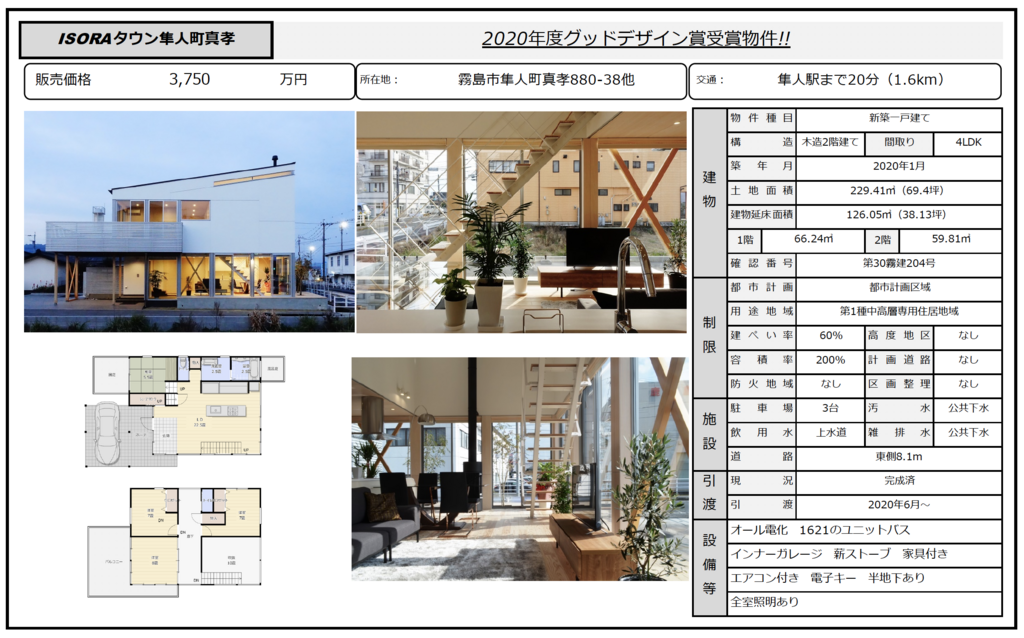 ISORAタウン隼人町真孝
2020年度グッドデザイン賞受賞物件!!
販売価格 3,750 万円
所在地： 霧島市隼人町真孝880-38他
交通： 隼人駅まで20分（1.6km）
建物
物件種目 新築一戸建て
構造 木造2階建て 間取り 4LDK
築年月 2020年1月
土地面積 229.41㎡（69.4坪）
建物延床面積 126.05㎡（38.13坪）
1階 66.24㎡ 2階 59.81㎡
確認番号 第30霧建204号
制限
都市計画 都市計画区域
用途地域 第1種中高層専用住居地域
建ぺい率 60% 高度地区 なし
容積率 200% 計画道路 なし
防火地域 なし 区画整理 なし
施設
駐車場 3台 汚水 公共下水
飲用水 上水道 雑排水 公共下水
道路 東側8.1m
引渡
現況 完成済
引渡 2020年6月～
設備等
オール電化 1621のユニットバス
インナーガレージ 薪ストーブ 家具付き
エアコン付き 電子キー 半地下あり
全室照明あり